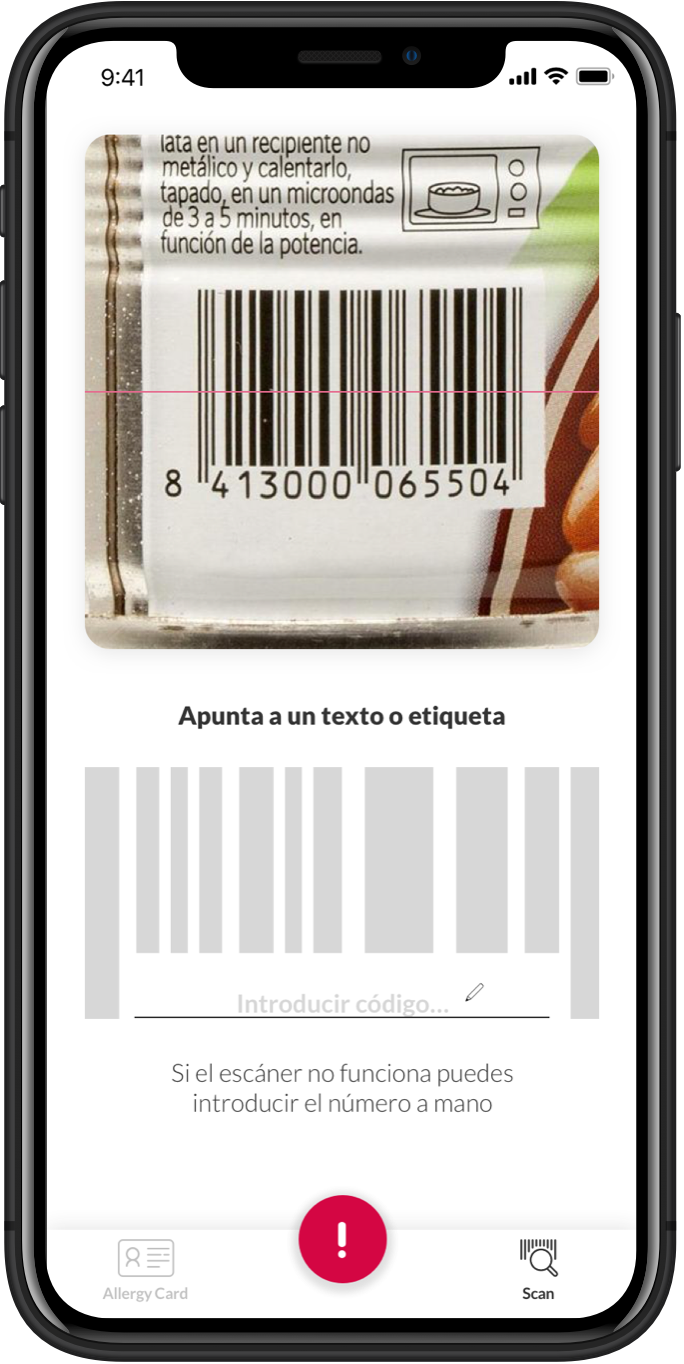 9:41
lata en un recipiente no
metálico y calentarlo,
tapado, en un microondas
de 3 a 5 minutos, en
función de la potencia.
8 413000 065504
Apunta a un texto o etiqueta
Introducir código...
Si el escáner no funciona puedes
introducir el número a mano
!
Allergy Card
Scan